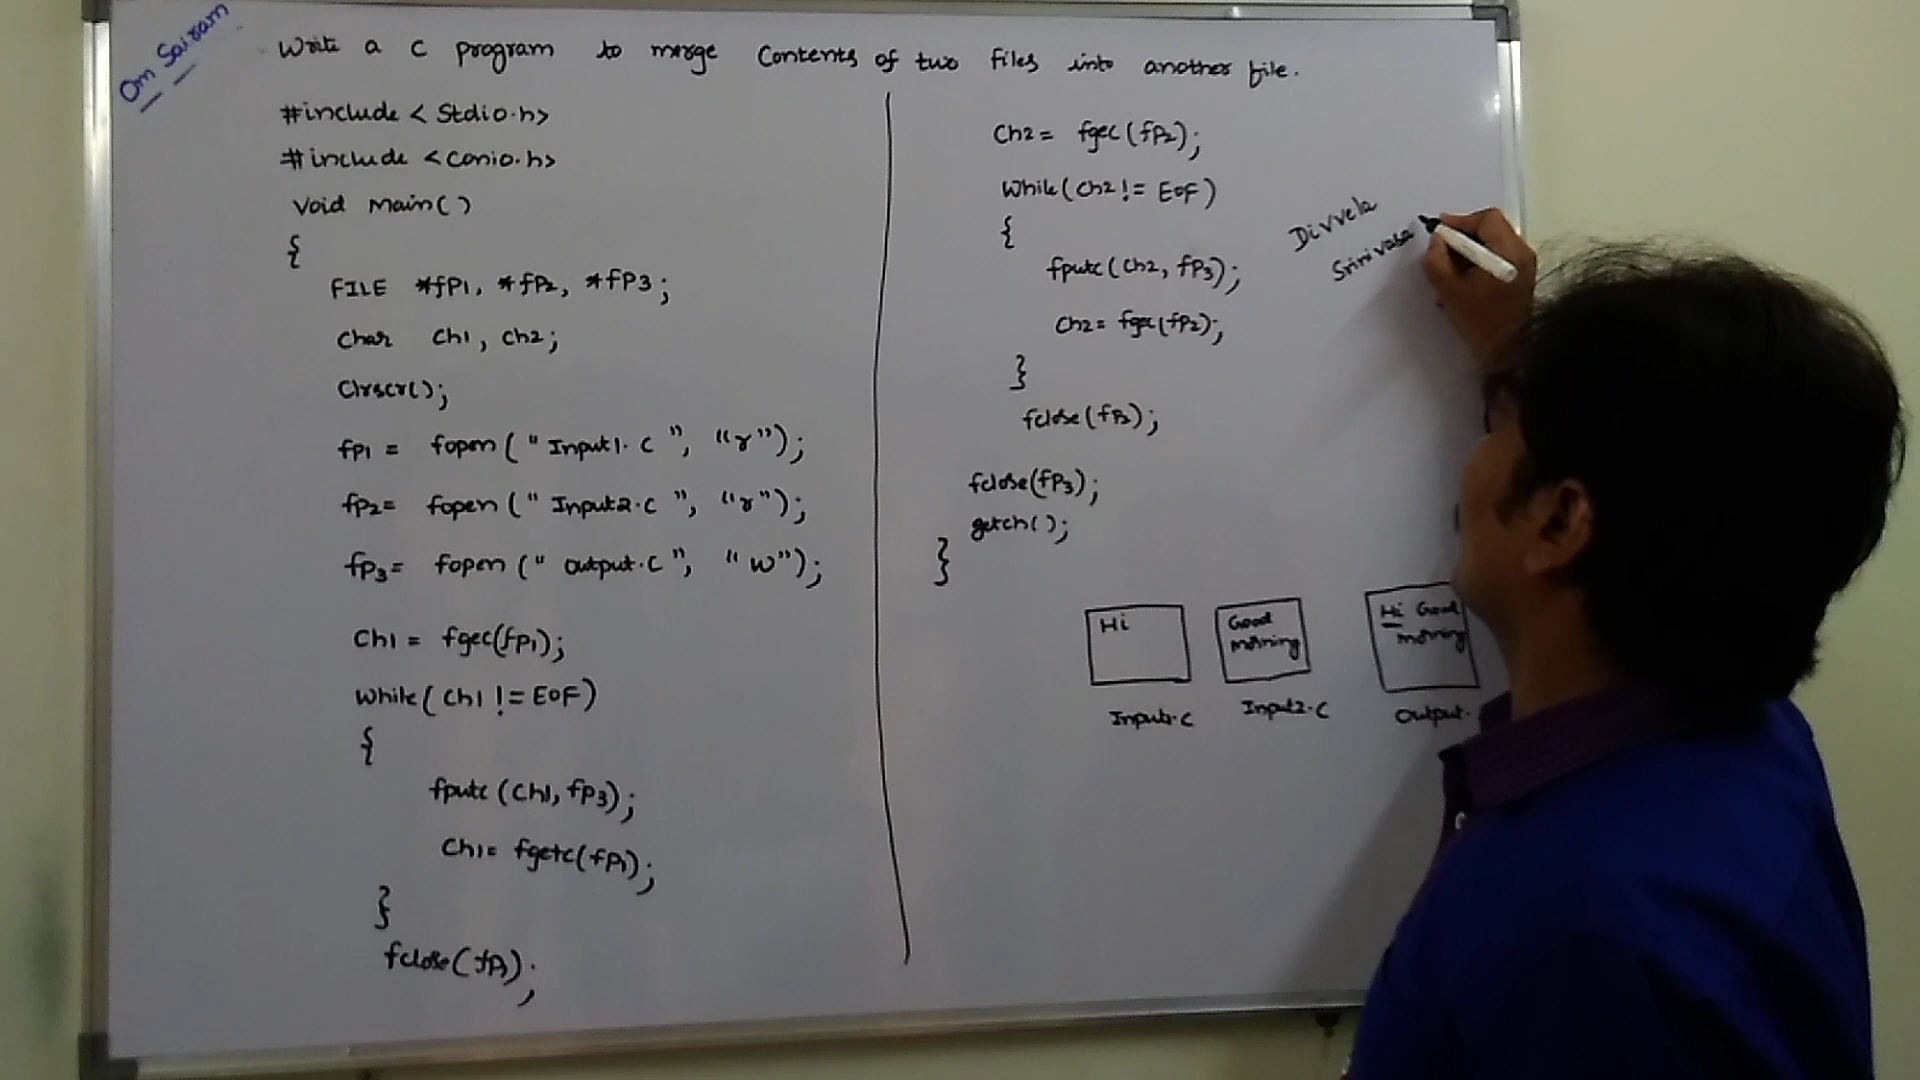 Om Sairam
Write a C program to merge Contents of two files into another file.
#include < Stdio.h>
#include <conio.h>
void main()
{
FILE *fP1, *fP2, *fP3;
char ch1, ch2;
Clrscr();
fp1 = fopen(" Input1.c ", "r");
fp2= fopen(" Input2.c ", "r");
fp3= fopen(" output.c ", "w");
Ch1 = fgec(fp1);
while( ch1 != EOF)
{
fputc (ch1, fp3);
Ch1= fgetc(fp1);
}
fclose(fp1);
Ch2= fgec(fp2);
while(ch2 != EOF)
{
fputc(ch2, fp3);
Ch2= fgec(fp2);
}
fclose(fp2);
fclose(fp3);
getch();
}
Divvela
Srinivasa
Hi
Good
morning
Hi Good
morning
Input1.c
Input2.c
Output.